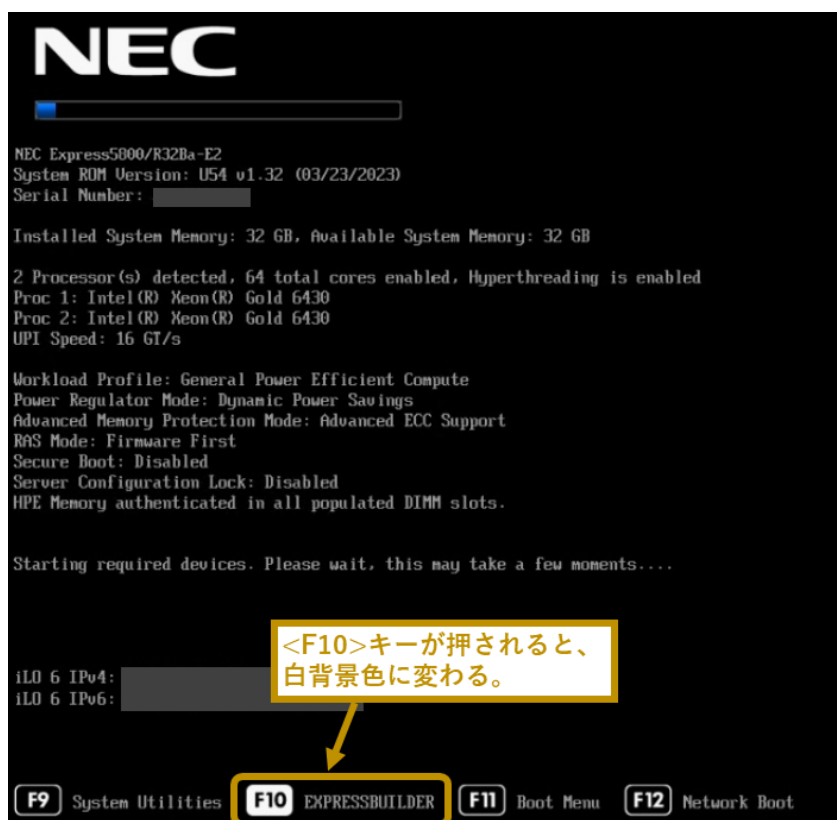 NEC
NEC Express5800/R32Ba-E2
System ROM Version: U54 v1.32 (03/23/2023)
Serial Number:
Installed System Memory: 32 GB, Available System Memory: 32 GB
2 Processor(s) detected, 64 total cores enabled, Hyperthreading is enabled
Proc 1: Intel(R) Xeon(R) Gold 6430
Proc 2: Intel(R) Xeon(R) Gold 6430
UPI Speed: 16 GT/s
Workload Profile: General Power Efficient Compute
Power Regulator Mode: Dynamic Power Savings
Advanced Memory Protection Mode: Advanced ECC Support
RAS Mode: Firmware First
Secure Boot: Disabled
Server Configuration Lock: Disabled
HPE Memory authenticated in all populated DIMM slots.
Starting required devices. Please wait, this may take a few moments....
<F10>キーが押されると、
白背景色に変わる。
iLO 6 IPv4:
iLO 6 IPv6:
F9 System Utilities F10 EXPRESSBUILDER F11 Boot Menu F12 Network Boot